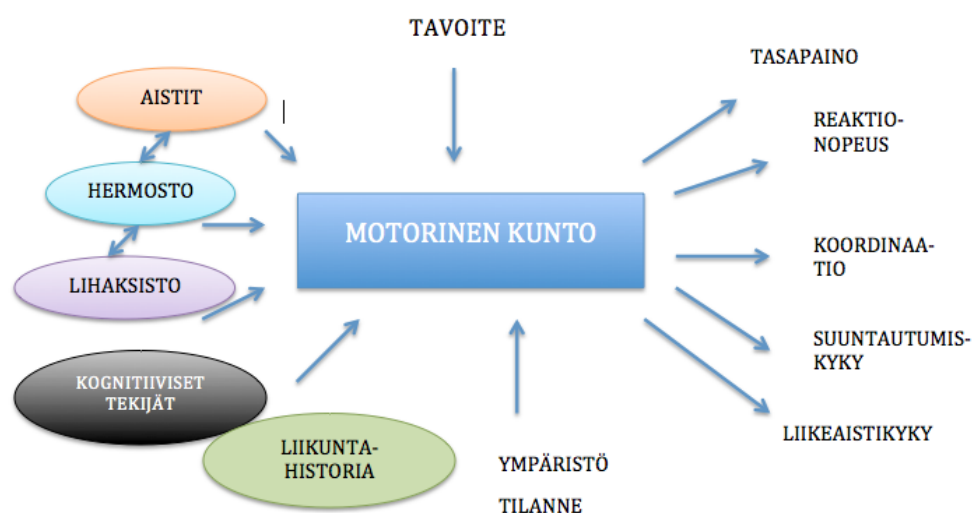 TAVOITE
AISTIT
HERMOSTO
LIHAKSISTO
KOGNITIIVISET
TEKIJÄT
LIIKUNTA-
HISTORIA
MOTORINEN KUNTO
YMPÄRISTÖ
TILANNE
TASAPAINO
REAKTIO-
NOPEUS
KOORDINAA-
TIO
SUUNTAUTUMIS-
KYKY
LIIKEAISTIKYKY